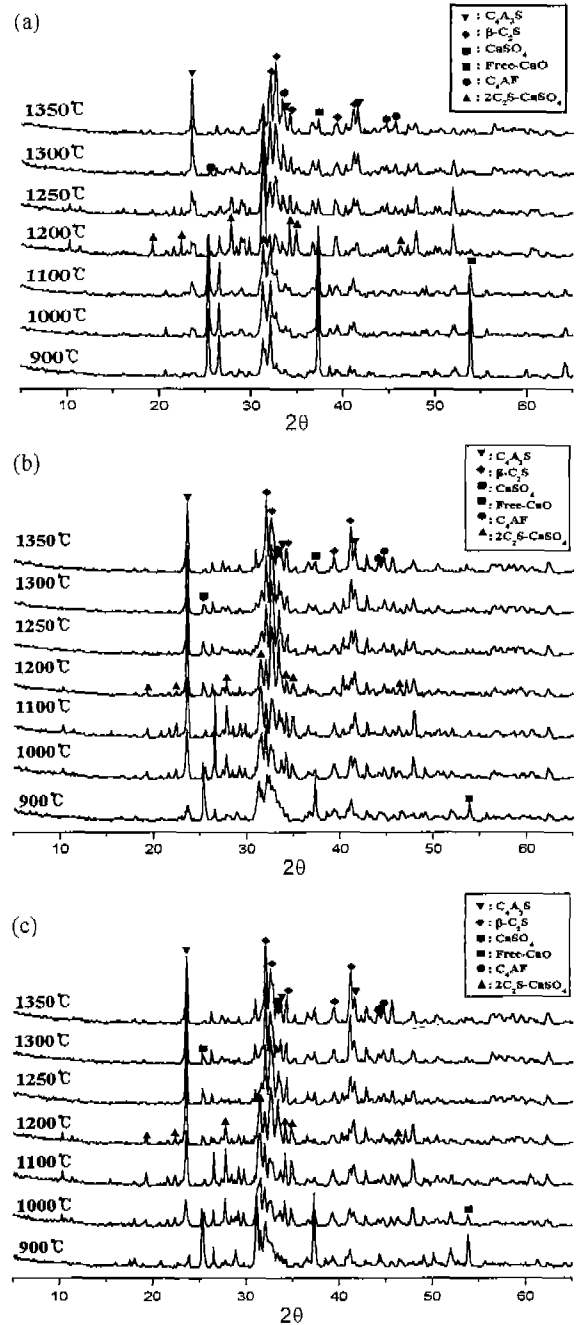 (a)
: C4A3S
: β-C2S
: CaSO4
: Free-CaO
: C4AF
: 2C2S-CaSO4
1350℃
1300℃
1250℃
1200℃
1100℃
1000℃
900℃
10 20 30 40 50 60
2θ
(b)
: C4A3S
: β-C2S
: CaSO4
: Free-CaO
: C4AF
: 2C2S-CaSO4
1350℃
1300℃
1250℃
1200℃
1100℃
1000℃
900℃
10 20 30 40 50 60
2θ
(c)
: C4A3S
: β-C2S
: CaSO4
: Free-CaO
: C4AF
: 2C2S-CaSO4
1350℃
1300℃
1250℃
1200℃
1100℃
1000℃
900℃
10 20 30 40 50 60
2θ